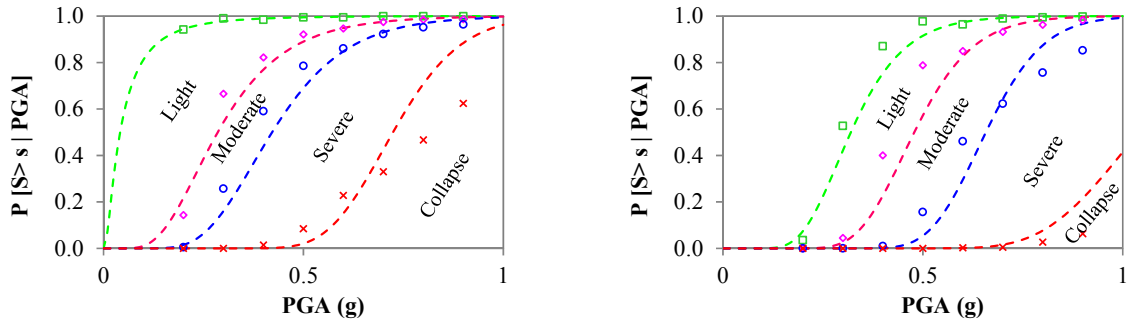 P [S> s | PGA]
1.0
0.8
0.6
0.4
0.2
0.0
Light
Moderate
Severe
Collapse
0
0.5
1
PGA (g)
P [S> s | PGA]
1.0
0.8
0.6
0.4
0.2
0.0
Light
Moderate
Severe
Collapse
0
0.5
1
PGA (g)